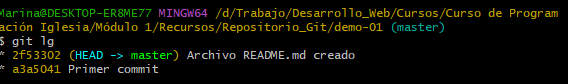 Marina@DESKTOP-ER8ME77 MINGW64 /d/Trabajo/Desarrollo_Web/Cursos/Curso de Program
ación Iglesia/Módulo 1/Recursos/Repositorio_Git/demo-01 (master)
$ git lg
* 2f53302 (HEAD -> master) Archivo README.md creado
* a3a5041 Primer commit